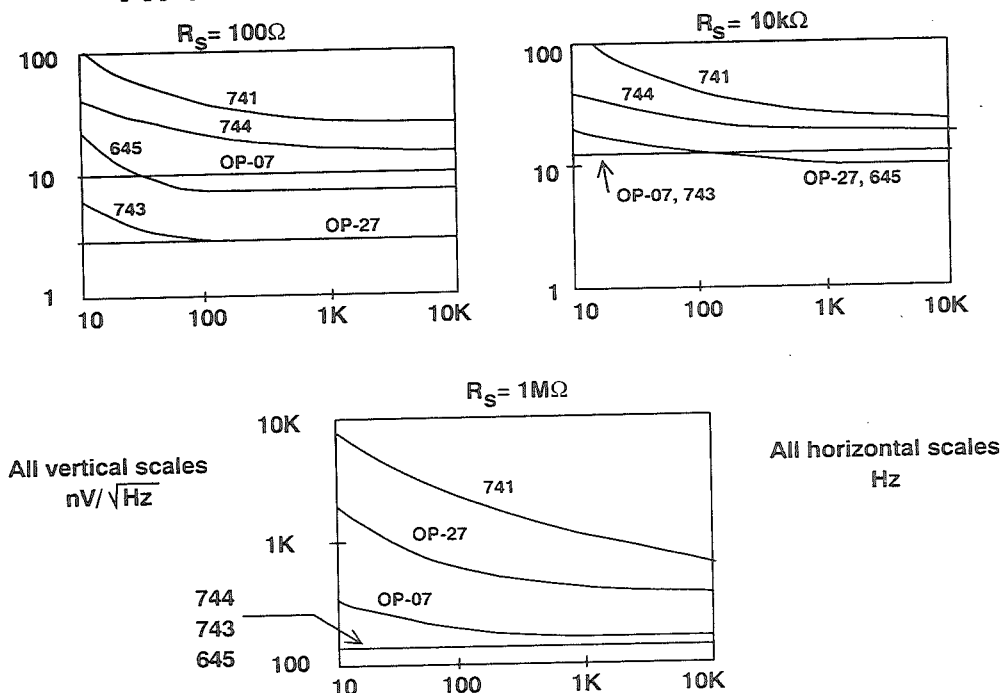 R_S= 100Ω
100
10
1
741
744
645
OP-07
743
OP-27
10
100
1K
10K
R_S= 10kΩ
100
10
1
741
744
OP-07, 743
OP-27, 645
10
100
1K
10K
R_S= 1MΩ
10K
1K
100
741
OP-27
OP-07
744
743
645
10
100
1K
10K
All vertical scales
nV/√Hz
All horizontal scales
Hz